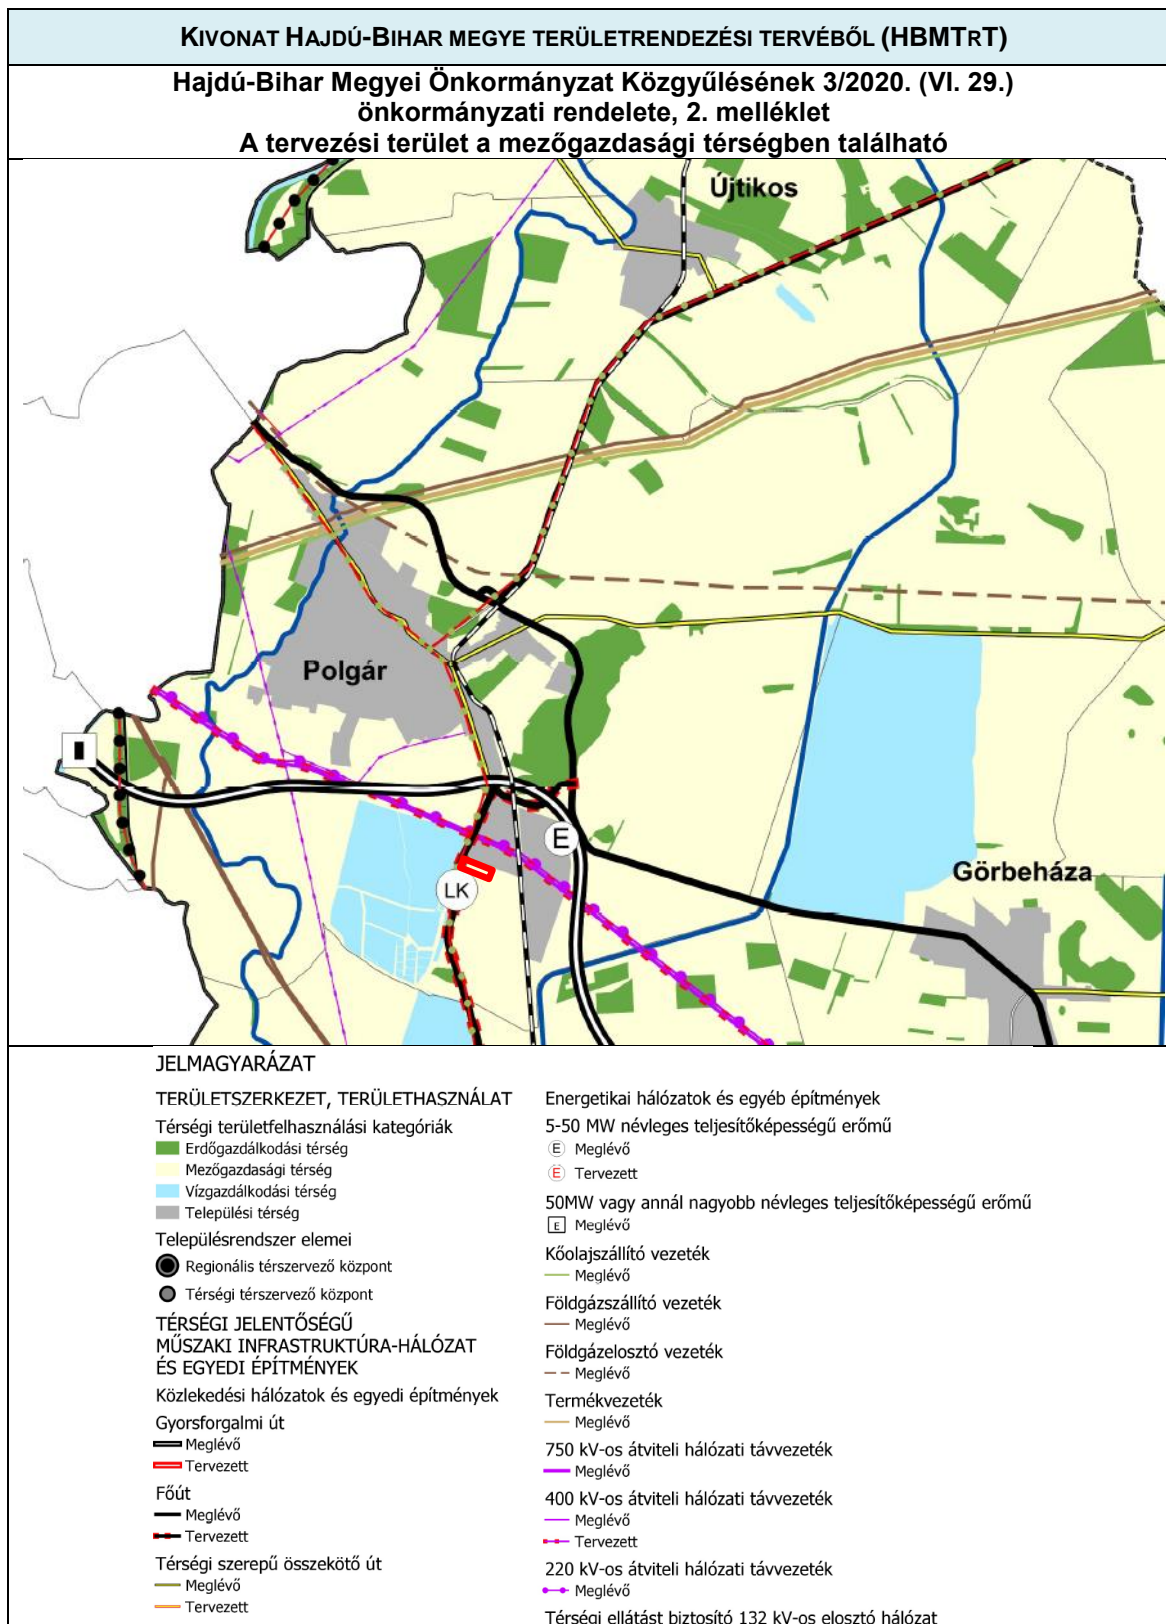 KIVONAT HAJDÚ-BIHAR MEGYE TERÜLETRENDEZÉSI TERVÉBŐL (HBMTRT)
Hajdú-Bihar Megyei Önkormányzat Közgyűlésének 3/2020. (VI. 29.)
önkormányzati rendelete, 2. melléklet
A tervezési terület a mezőgazdasági térségben található
Újtikos
Polgár
E
Görbeháza
LK
JELMAGYARÁZAT
TERÜLETSZERKEZET, TERÜLETHASZNÁLAT
Térségi területfelhasználási kategóriák
Erdőgazdálkodási térség
Mezőgazdasági térség
Vízgazdálkodási térség
Települési térség
Településrendszer elemei
Regionális térszervező központ
Térségi térszervező központ
TÉRSÉGI JELENTŐSÉGŰ
MŰSZAKI INFRASTRUKTÚRA-HÁLÓZAT
ÉS EGYEDI ÉPÍTMÉNYEK
Közlekedési hálózatok és egyedi építmények
Gyorsforgalmi út
Meglévő
Tervezett
Főút
Meglévő
Tervezett
Térségi szerepű összekötő út
Meglévő
Tervezett
Energetikai hálózatok és egyéb építmények
5-50 MW névleges teljesítőképességű erőmű
E Meglévő
E Tervezett
50MW vagy annál nagyobb névleges teljesítőképességű erőmű
E Meglévő
Kőolajszállító vezeték
Meglévő
Földgázszállító vezeték
Meglévő
Földgázelosztó vezeték
Meglévő
Termékvezeték
Meglévő
750 kV-os átviteli hálózati távvezeték
Meglévő
400 kV-os átviteli hálózati távvezeték
Meglévő
Tervezett
220 kV-os átviteli hálózati távvezeték
Meglévő
Térségi ellátást biztosító 132 kV-os elosztó hálózat